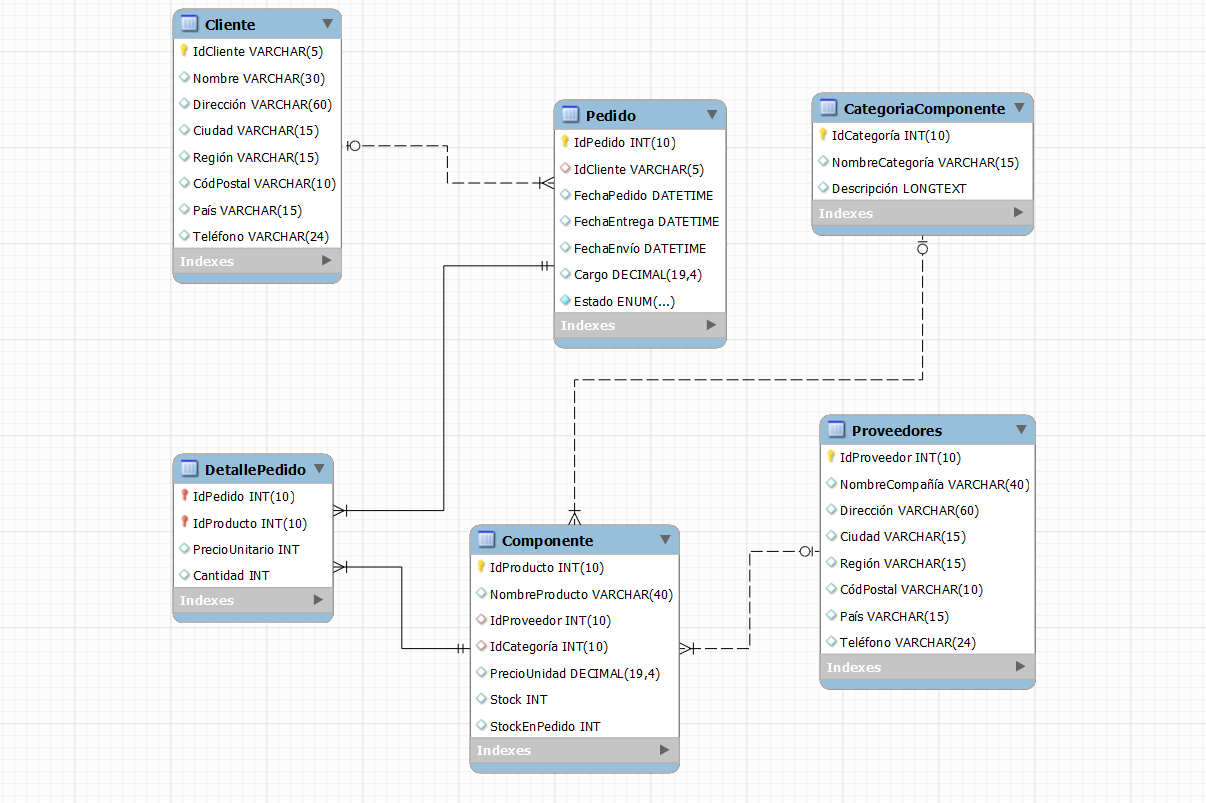 Cliente
IdCliente VARCHAR(5)
Nombre VARCHAR(30)
Dirección VARCHAR(60)
Ciudad VARCHAR(15)
Región VARCHAR(15)
CódPostal VARCHAR(10)
País VARCHAR(15)
Teléfono VARCHAR(24)
Indexes
Pedido
IdPedido INT(10)
IdCliente VARCHAR(5)
FechaPedido DATETIME
FechaEntrega DATETIME
FechaEnvío DATETIME
Cargo DECIMAL(19,4)
Estado ENUM(...)
Indexes
CategoriaComponente
IdCategoría INT(10)
NombreCategoría VARCHAR(15)
Descripción LONGTEXT
Indexes
DetallePedido
IdPedido INT(10)
IdProducto INT(10)
PrecioUnitario INT
Cantidad INT
Indexes
Componente
IdProducto INT(10)
NombreProducto VARCHAR(40)
IdProveedor INT(10)
IdCategoría INT(10)
PrecioUnidad DECIMAL(19,4)
Stock INT
StockEnPedido INT
Indexes
Proveedores
IdProveedor INT(10)
NombreCompañía VARCHAR(40)
Dirección VARCHAR(60)
Ciudad VARCHAR(15)
Región VARCHAR(15)
CódPostal VARCHAR(10)
País VARCHAR(15)
Teléfono VARCHAR(24)
Indexes